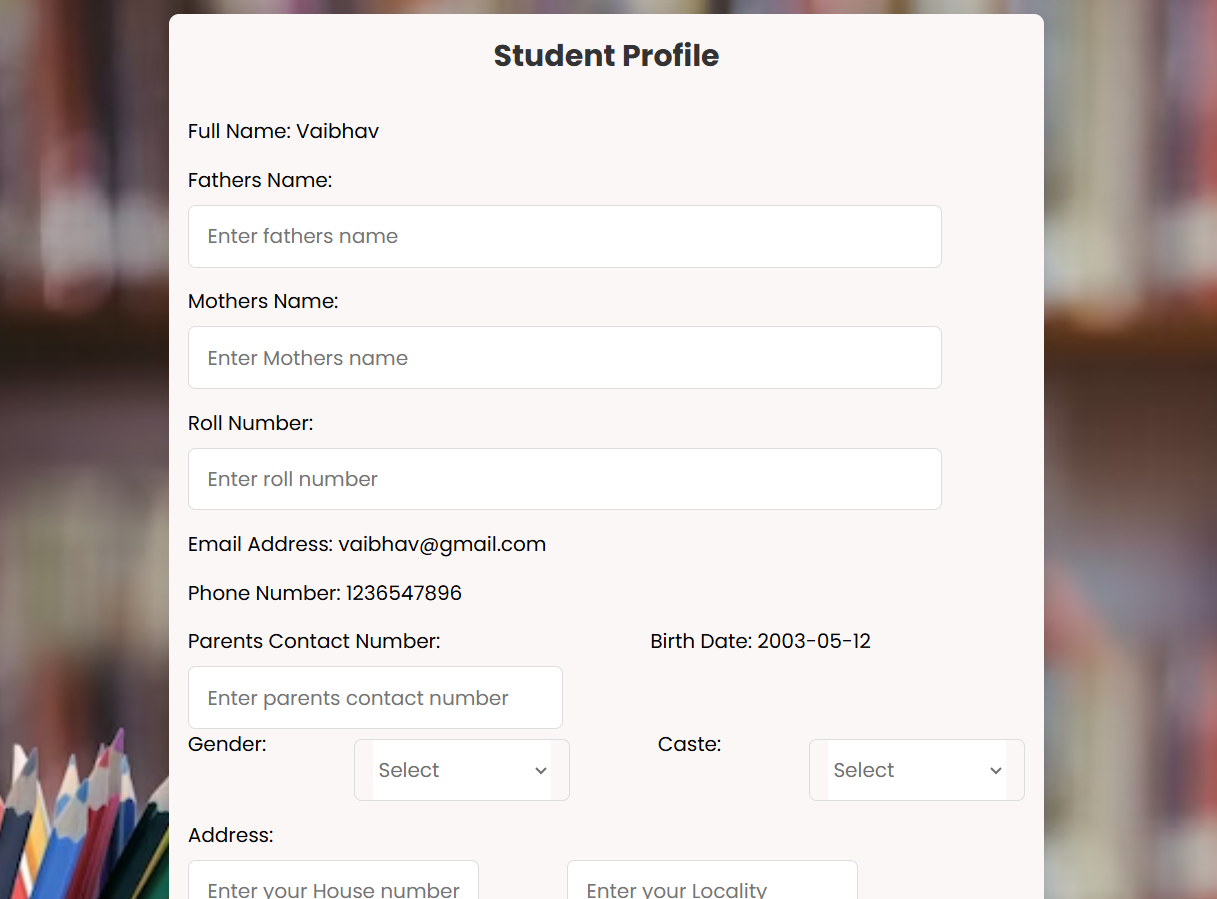 Student Profile
Full Name: Vaibhav
Fathers Name:
Enter fathers name
Mothers Name:
Enter Mothers name
Roll Number:
Enter roll number
Email Address: vaibhav@gmail.com
Phone Number: 1236547896
Parents Contact Number: Birth Date: 2003-05-12
Enter parents contact number
Gender: Select Caste: Select
Address:
Enter your House number Enter your Locality